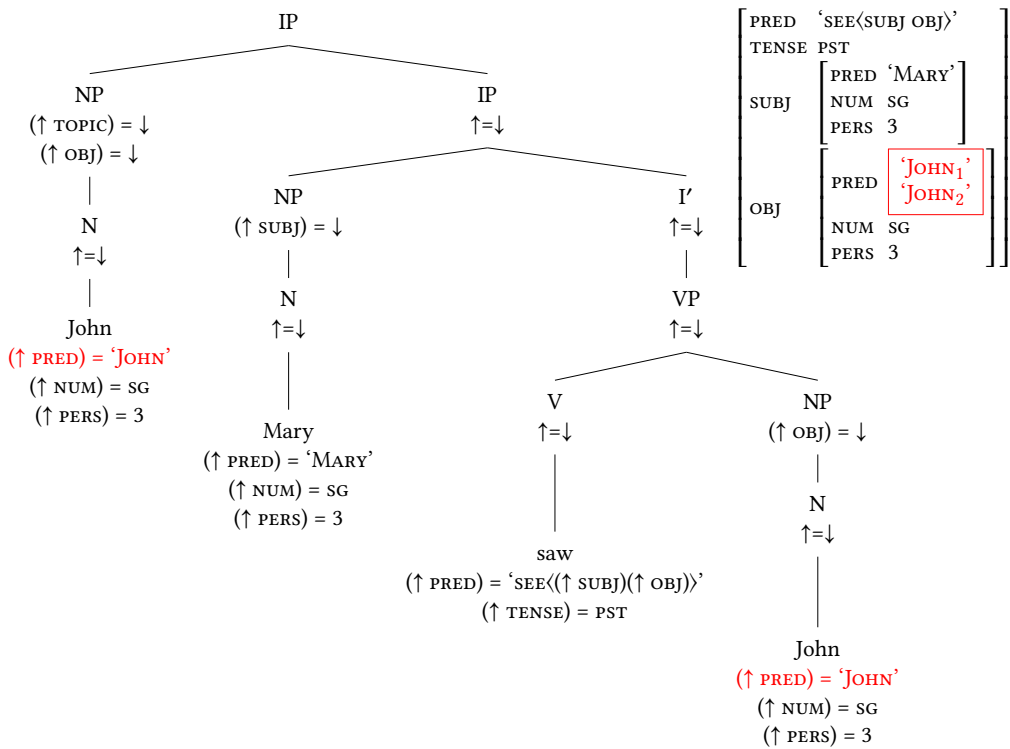 IP
NP
(↑ TOPIC) = ↓
(↑ OBJ) = ↓
N
↑=↓
John
(↑ PRED) = ‘JOHN’
(↑ NUM) = SG
(↑ PERS) = 3
IP
↑=↓
NP
(↑ SUBJ) = ↓
N
↑=↓
Mary
(↑ PRED) = ‘MARY’
(↑ NUM) = SG
(↑ PERS) = 3
I′
↑=↓
VP
↑=↓
V
↑=↓
saw
(↑ PRED) = ‘SEE⟨(↑ SUBJ)(↑ OBJ)⟩’
(↑ TENSE) = PST
NP
(↑ OBJ) = ↓
N
↑=↓
John
(↑ PRED) = ‘JOHN’
(↑ NUM) = SG
(↑ PERS) = 3
PRED ‘SEE⟨SUBJ OBJ⟩’
TENSE PST
SUBJ
PRED ‘MARY’
NUM SG
PERS 3
OBJ
PRED
‘JOHN₁’
‘JOHN₂’
NUM SG
PERS 3